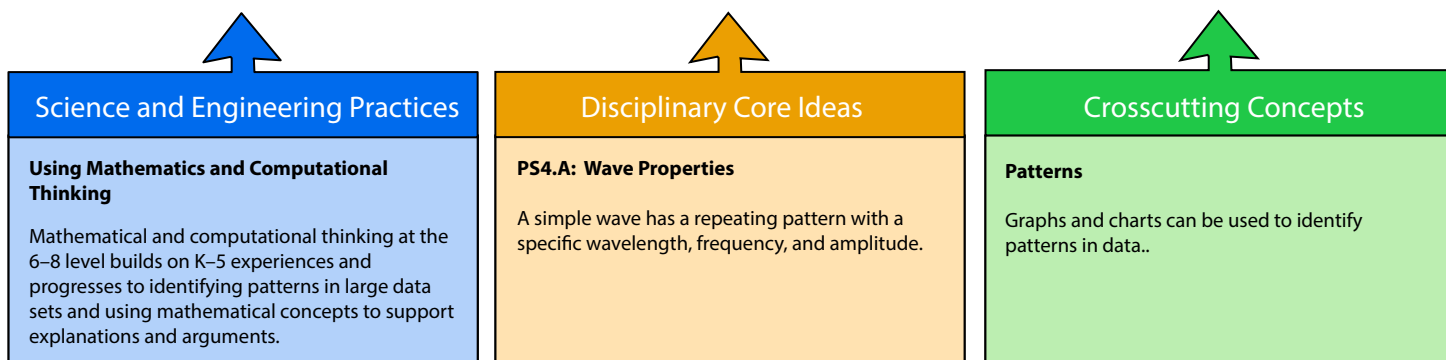 Science and Engineering Practices
Using Mathematics and Computational
Thinking
Mathematical and computational thinking at the
6–8 level builds on K–5 experiences and
progresses to identifying patterns in large data
sets and using mathematical concepts to support
explanations and arguments.
Disciplinary Core Ideas
PS4.A:  Wave Properties
A simple wave has a repeating pattern with a
specific wavelength, frequency, and amplitude.
Crosscutting Concepts
Patterns
Graphs and charts can be used to identify
patterns in data..